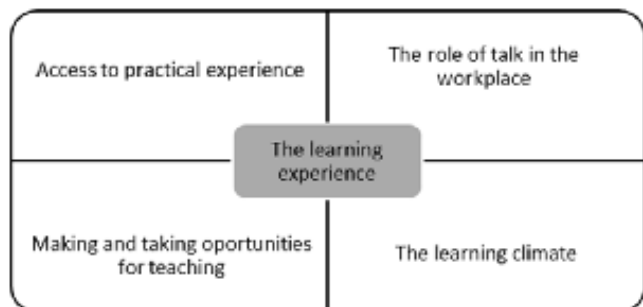 Access to practical experience
The role of talk in the
workplace
The learning
experience
Making and taking oportunities
for teaching
The learning climate